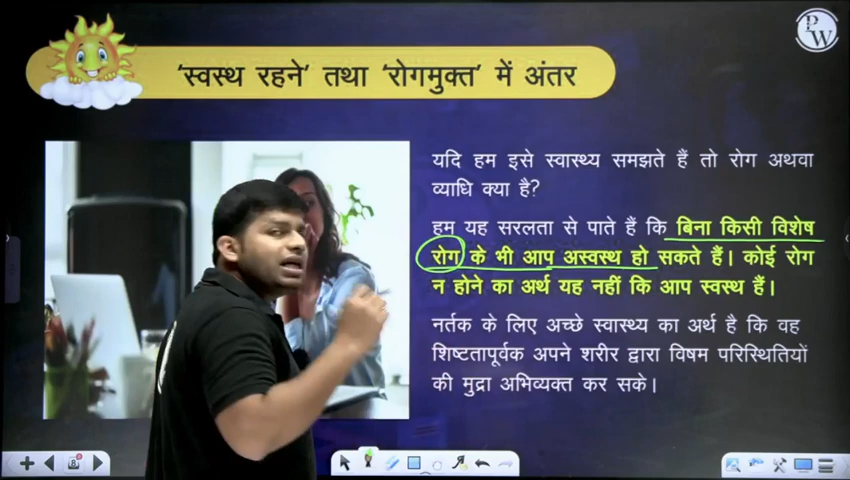 PW
'स्वस्थ रहने' तथा 'रोगमुक्त' में अंतर
यदि हम इसे स्वास्थ्य समझते हैं तो रोग अथवा
व्याधि क्या है?
हम यह सरलता से पाते हैं कि बिना किसी विशेष
रोग के भी आप अस्वस्थ हो सकते हैं। कोई रोग
न होने का अर्थ यह नहीं कि आप स्वस्थ हैं।
नर्तक के लिए अच्छे स्वास्थ्य का अर्थ है कि वह
शिष्टतापूर्वक अपने शरीर द्वारा विषम परिस्थितियों
की मुद्रा अभिव्यक्त कर सके।
8